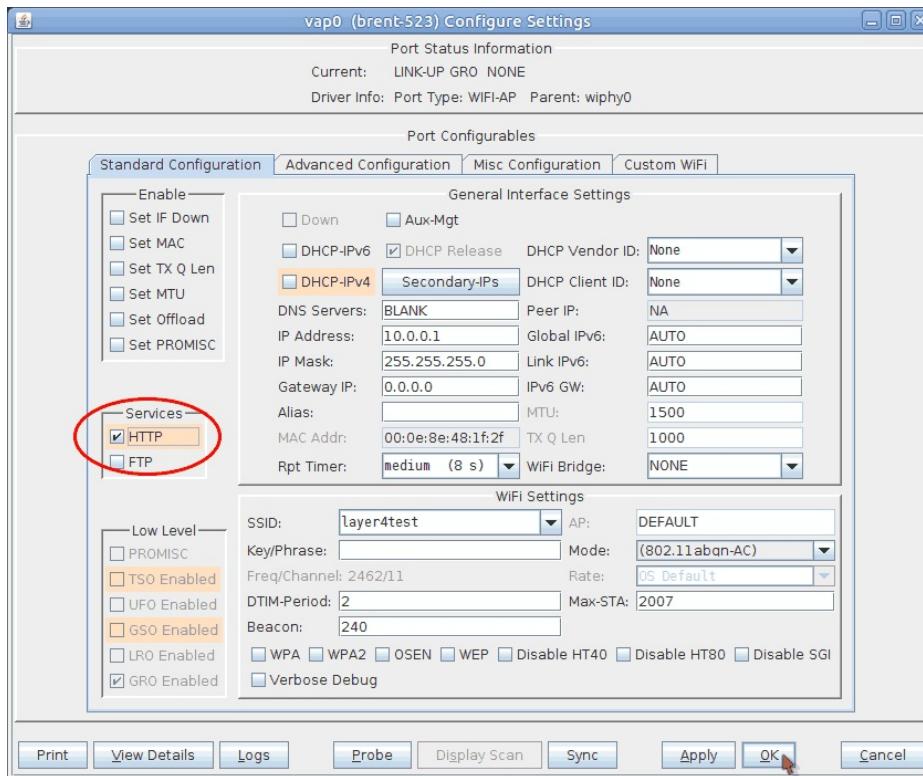 vap0 (brent-523) Configure Settings
Port Status Information
Current: LINK-UP GRO NONE
Driver Info: Port Type: WIFI-AP Parent: wiphy0
Port Configurables
Standard Configuration Advanced Configuration Misc Configuration Custom WiFi
Enable
Set IF Down
Set MAC
Set TX Q Len
Set MTU
Set Offload
Set PROMISC
Services
HTTP
FTP
Low Level
PROMISC
TSO Enabled
UFO Enabled
GSO Enabled
LRO Enabled
GRO Enabled
General Interface Settings
Down Aux-Mgt
DHCP-IPv6 DHCP Release DHCP Vendor ID: None
DHCP-IPv4 Secondary-IPs DHCP Client ID: None
DNS Servers: BLANK Peer IP: NA
IP Address: 10.0.0.1 Global IPv6: AUTO
IP Mask: 255.255.255.0 Link IPv6: AUTO
Gateway IP: 0.0.0.0 IPv6 GW: AUTO
Alias: MTU: 1500
MAC Addr: 00:0e:8e:48:1f:2f TX Q Len 1000
Rpt Timer: medium (8 s) WiFi Bridge: NONE
WiFi Settings
SSID: layer4test AP: DEFAULT
Key/Phrase: Mode: (802.11abgn-AC)
Freq/Channel: 2462/11 Rate: OS Default
DTIM-Period: 2 Max-STA: 2007
Beacon: 240
WPA WPA2 OSEN WEP Disable HT40 Disable HT80 Disable SGI
Verbose Debug
Print View Details Logs Probe Display Scan Sync Apply OK Cancel